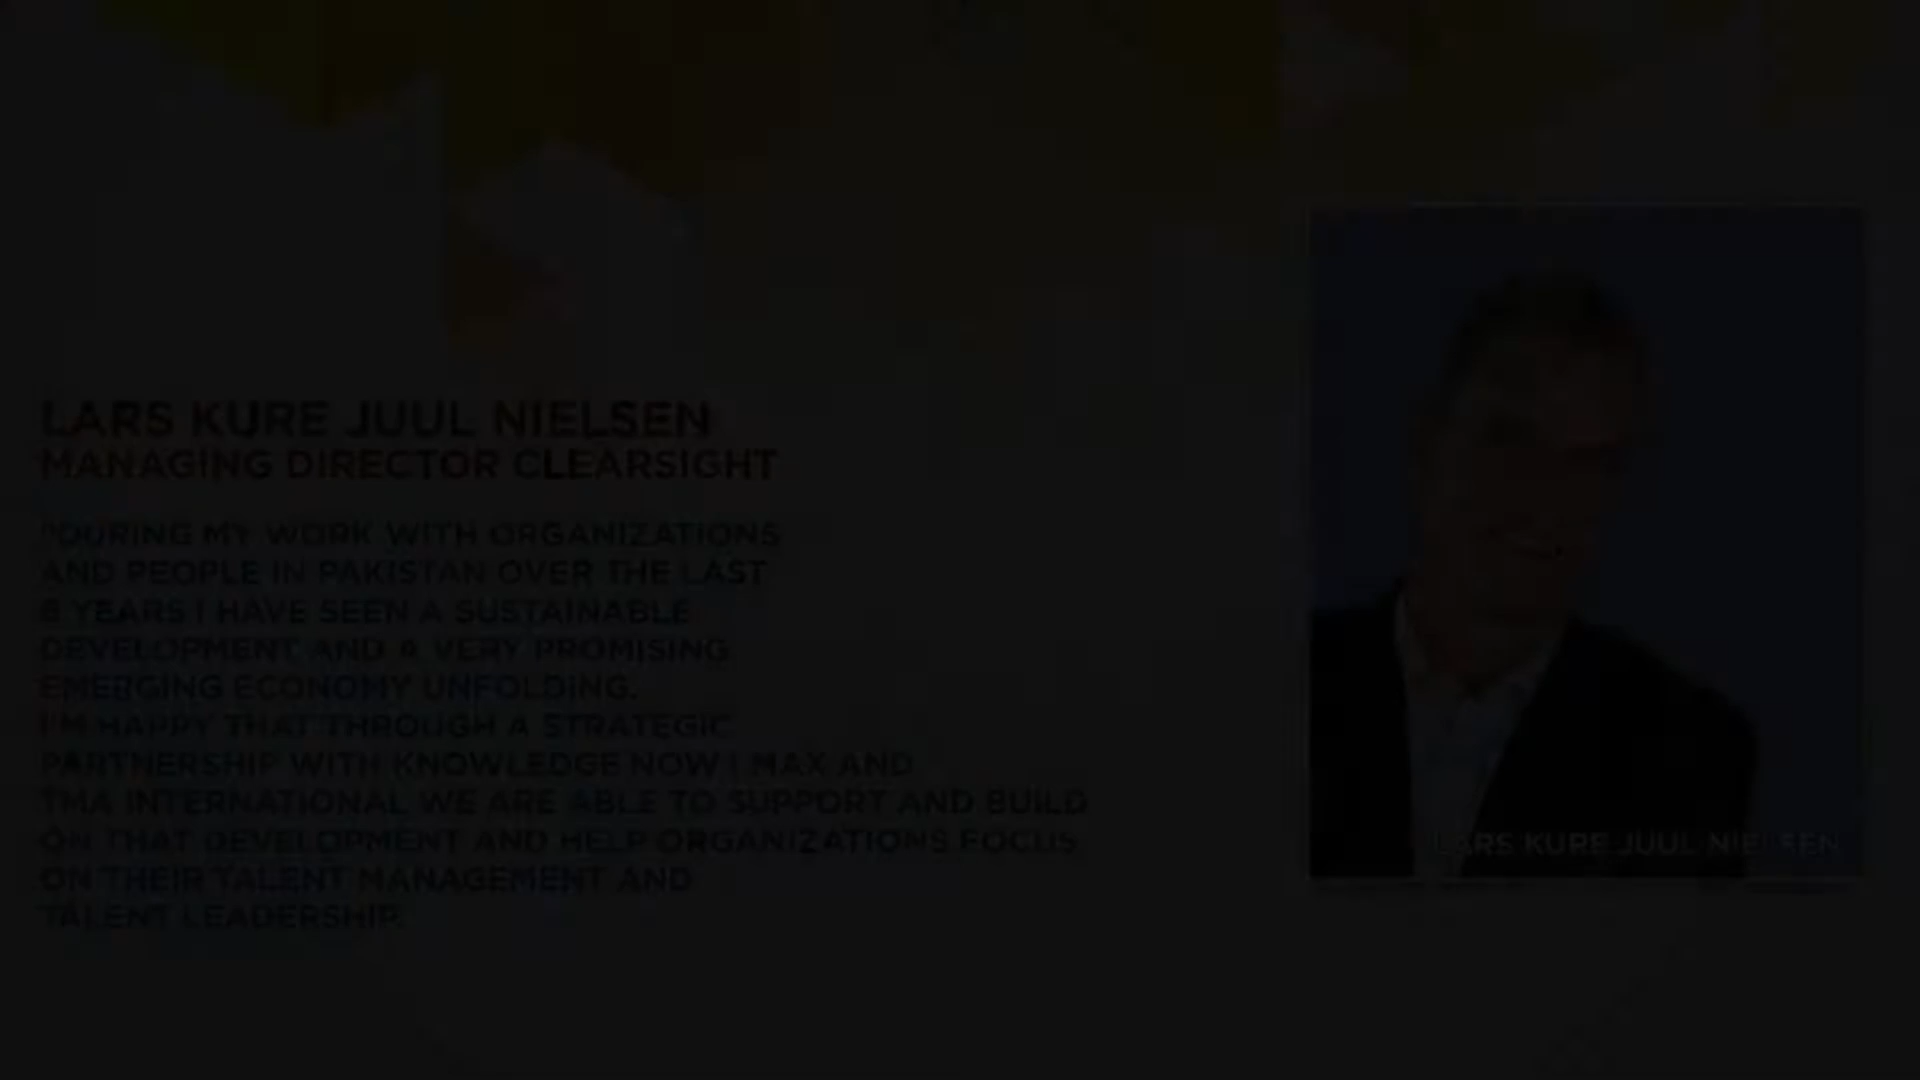 LARS KURE JUUL NIELSEN
MANAGING DIRECTOR CLEARSIGHT
"DURING MY WORK WITH ORGANIZATIONS
AND PEOPLE IN PAKISTAN OVER THE LAST
YEARS I HAVE SEEN A SUSTAINABLE
DEVELOPMENT AND A VERY PROMISING
EMERGING ECONOMY UNFOLDING.
I'M HAPPY THAT THROUGH A STRATEGIC
PARTNERSHIP WITH KNOWLEDGE NOW I MAX AND
TMA INTERNATIONAL WE ARE ABLE TO SUPPORT AND BUILD
ON THAT DEVELOPMENT AND HELP ORGANIZATIONS FOCUS
ON THEIR TALENT MANAGEMENT AND
TALENT LEADERSHIP.
LARS KURE JUUL NIELSEN